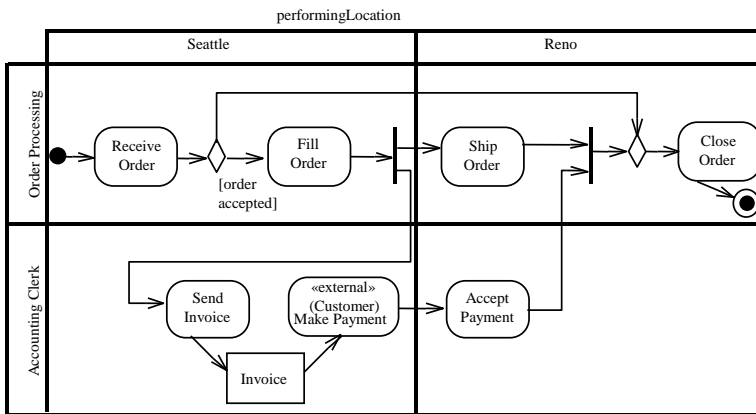 performingLocation
Seattle
Reno
Order Processing
Receive
Order
[order
accepted]
Fill
Order
Ship
Order
Close
Order
Accounting Clerk
Send
Invoice
Invoice
«external»
(Customer)
Make Payment
Accept
Payment